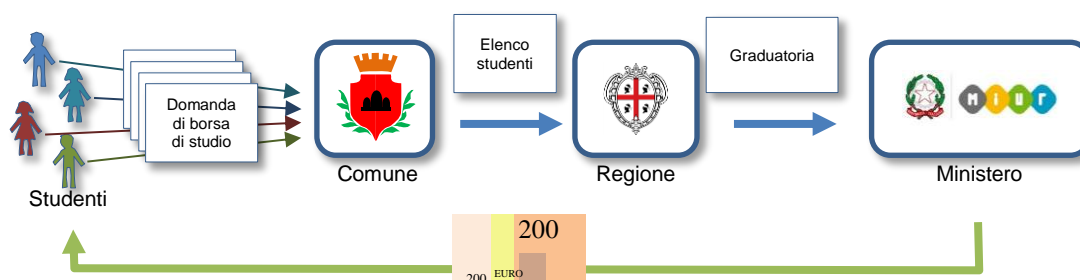 Domanda
di borsa
di studio
Studenti
Comune
Elenco
studenti
Regione
Graduatoria
MIUR
Ministero
200
200
EURO